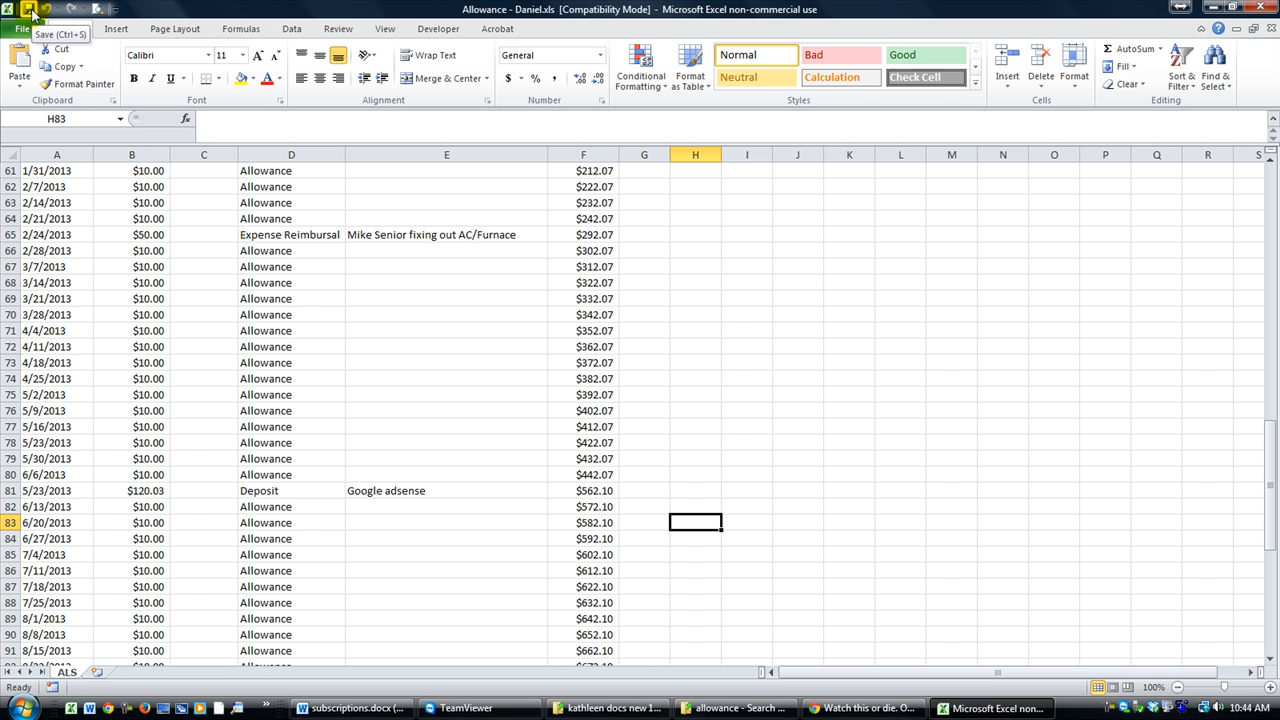 Allowance - Daniel.xls [Compatibility Mode] - Microsoft Excel non-commercial use
File Insert Page Layout Formulas Data Review View Developer Acrobat
Save (Ctrl+S)
Paste Cut Copy Format Painter Clipboard
Calibri 11 B I U A Font
Wrap Text Merge & Center Alignment
General $ % , Number
Conditional Formatting Format as Table Normal Bad Good Neutral Calculation Check Cell Styles
Insert Delete Format Cells
AutoSum Fill Clear Sort & Filter Find & Select Editing
H83 fx
A B C D E F G H I J K L M N O P Q R S
61 1/31/2013 $10.00 Allowance $212.07
62 2/7/2013 $10.00 Allowance $222.07
63 2/14/2013 $10.00 Allowance $232.07
64 2/21/2013 $10.00 Allowance $242.07
65 2/24/2013 $50.00 Expense Reimbursal Mike Senior fixing out AC/Furnace $292.07
66 2/28/2013 $10.00 Allowance $302.07
67 3/7/2013 $10.00 Allowance $312.07
68 3/14/2013 $10.00 Allowance $322.07
69 3/21/2013 $10.00 Allowance $332.07
70 3/28/2013 $10.00 Allowance $342.07
71 4/4/2013 $10.00 Allowance $352.07
72 4/11/2013 $10.00 Allowance $362.07
73 4/18/2013 $10.00 Allowance $372.07
74 4/25/2013 $10.00 Allowance $382.07
75 5/2/2013 $10.00 Allowance $392.07
76 5/9/2013 $10.00 Allowance $402.07
77 5/16/2013 $10.00 Allowance $412.07
78 5/23/2013 $10.00 Allowance $422.07
79 5/30/2013 $10.00 Allowance $432.07
80 6/6/2013 $10.00 Allowance $442.07
81 5/23/2013 $120.03 Deposit Google adsense $562.10
82 6/13/2013 $10.00 Allowance $572.10
83 6/20/2013 $10.00 Allowance $582.10
84 6/27/2013 $10.00 Allowance $592.10
85 7/4/2013 $10.00 Allowance $602.10
86 7/11/2013 $10.00 Allowance $612.10
87 7/18/2013 $10.00 Allowance $622.10
88 7/25/2013 $10.00 Allowance $632.10
89 8/1/2013 $10.00 Allowance $642.10
90 8/8/2013 $10.00 Allowance $652.10
91 8/15/2013 $10.00 Allowance $662.10
ALS
Ready 100%
subscriptions.docx (... TeamViewer kathleen docs new 1... allowance - Search ... Watch this or die. O... Microsoft Excel non-... 10:44 AM